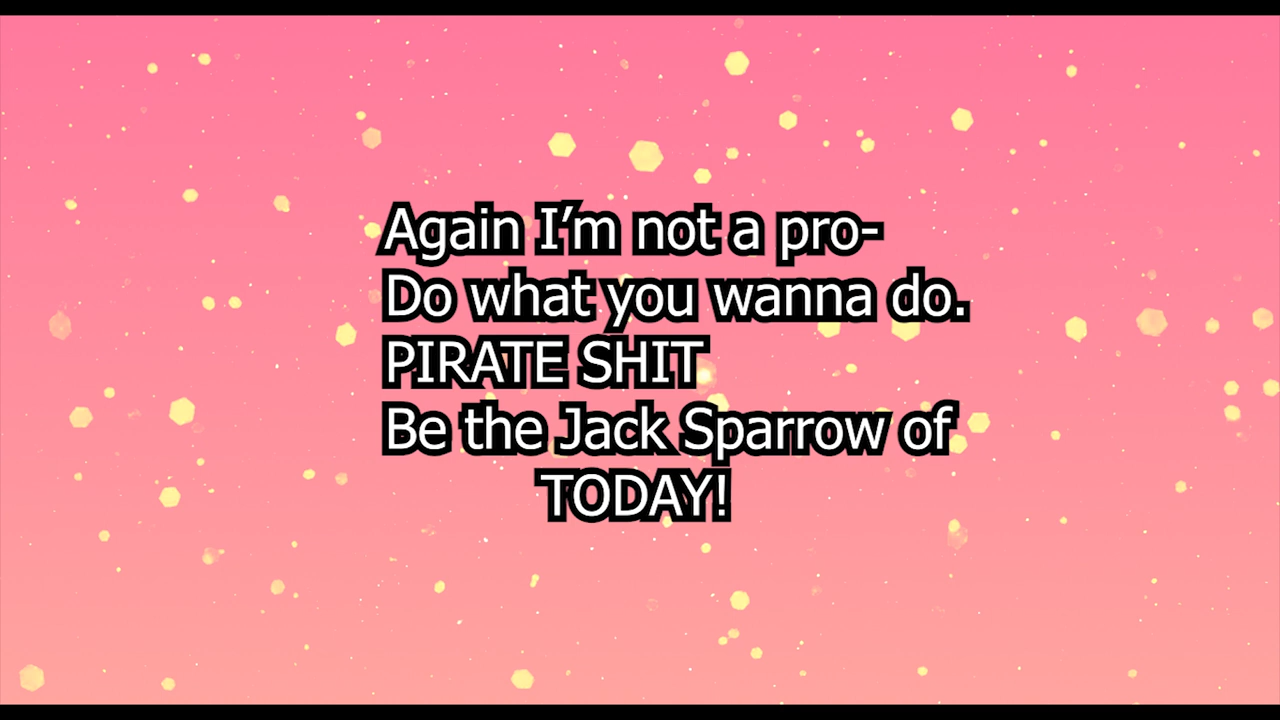 Again I’m not a pro-
Do what you wanna do.
PIRATE SHIT
Be the Jack Sparrow of
TODAY!